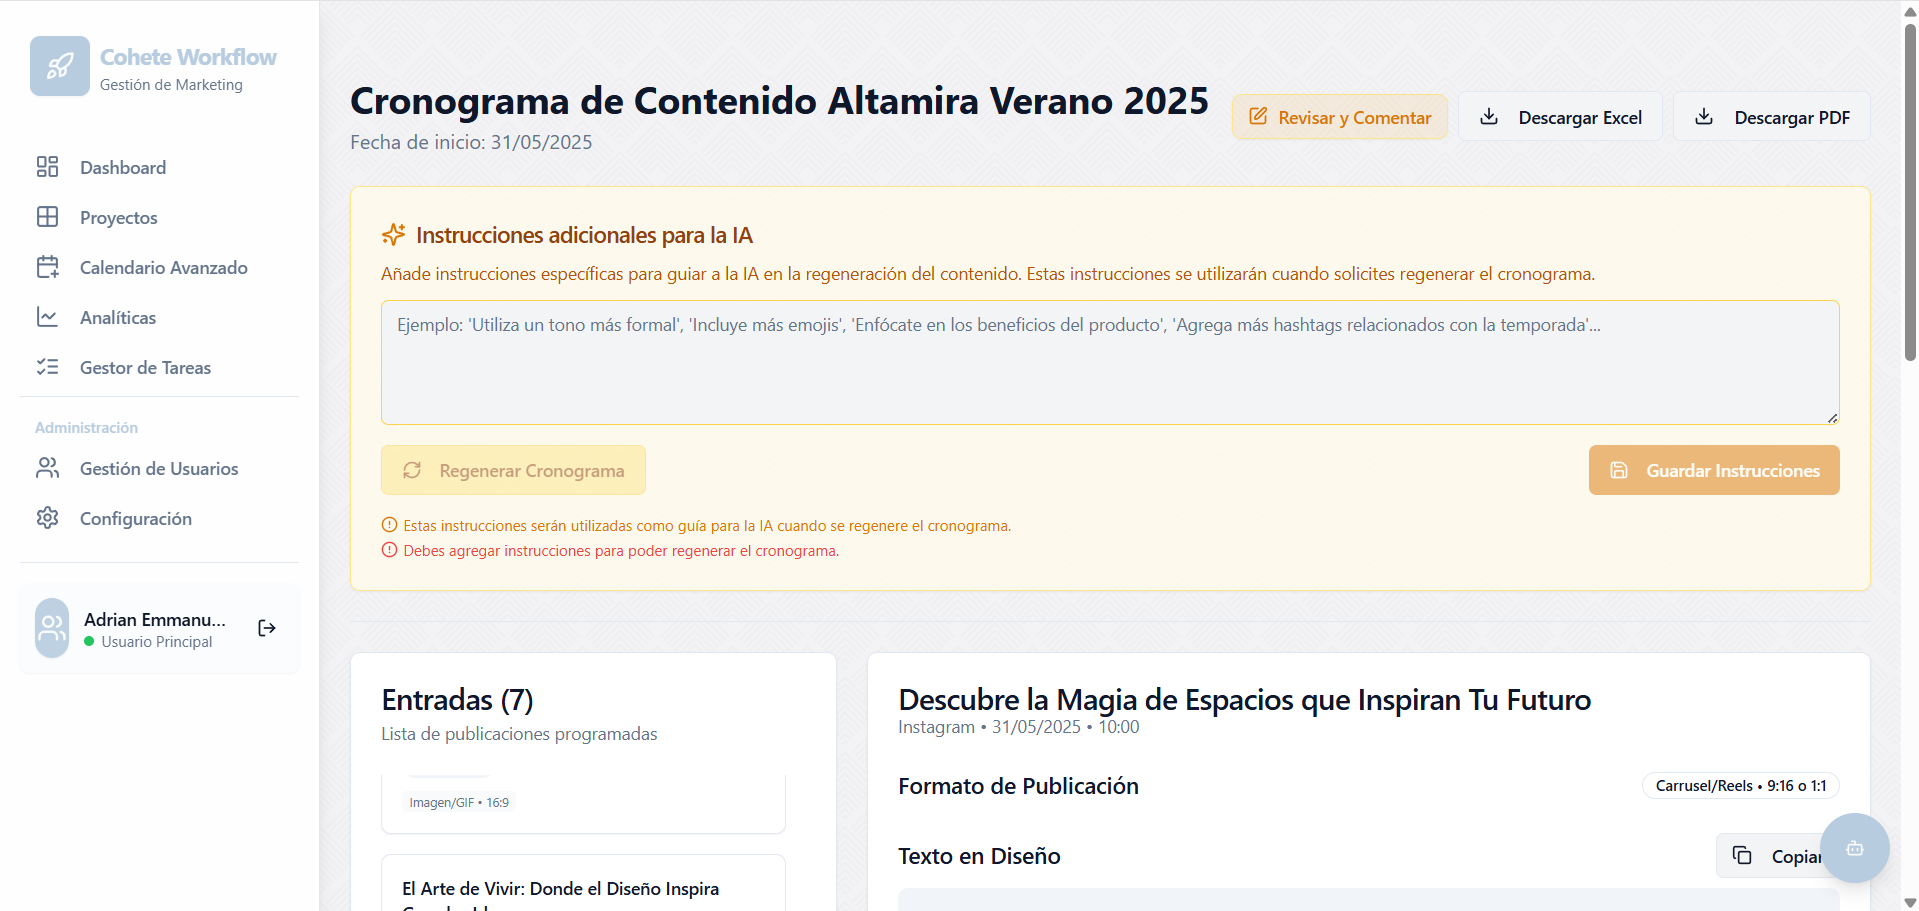 Cohete Workflow
Gestión de Marketing
Dashboard
Proyectos
Calendario Avanzado
Analíticas
Gestor de Tareas
Administración
Gestión de Usuarios
Configuración
Adrian Emmanu...
Usuario Principal
Cronograma de Contenido Altamira Verano 2025
Fecha de inicio: 31/05/2025
Revisar y Comentar
Descargar Excel
Descargar PDF
Instrucciones adicionales para la IA
Añade instrucciones específicas para guiar a la IA en la regeneración del contenido. Estas instrucciones se utilizarán cuando solicites regenerar el cronograma.
Ejemplo: 'Utiliza un tono más formal', 'Incluye más emojis', 'Enfócate en los beneficios del producto', 'Agrega más hashtags relacionados con la temporada'...
Regenerar Cronograma
Guardar Instrucciones
Estas instrucciones serán utilizadas como guía para la IA cuando se regenere el cronograma.
Debes agregar instrucciones para poder regenerar el cronograma.
Entradas (7)
Lista de publicaciones programadas
Imagen/GIF • 16:9
El Arte de Vivir: Donde el Diseño Inspira
Descubre la Magia de Espacios que Inspiran Tu Futuro
Instagram • 31/05/2025 • 10:00
Formato de Publicación
Carrusel/Reels • 9:16 o 1:1
Texto en Diseño
Copiar